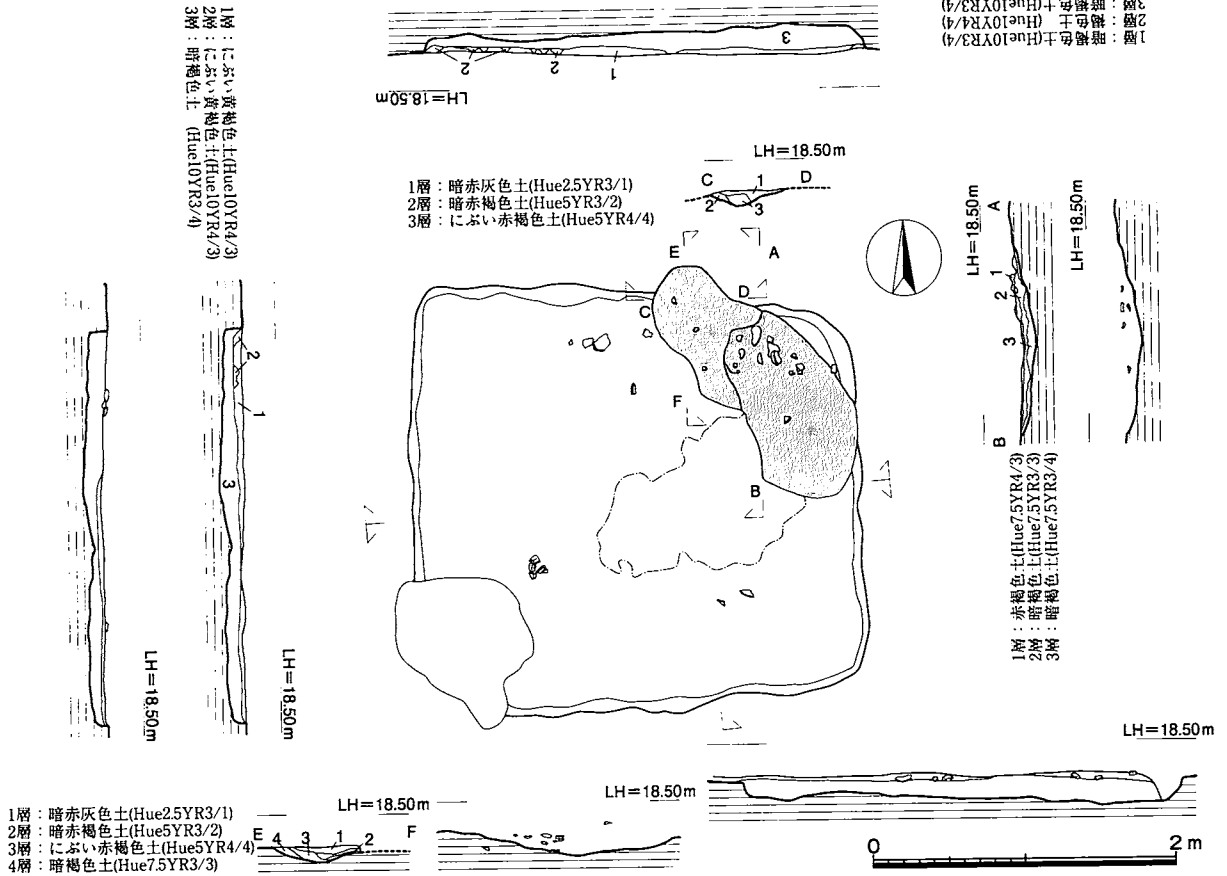 1層：にぶい黄褐色土(Hue10YR4/3)
2層：にぶい黄褐色土(Hue10YR4/3)
3層：暗褐色土 (Hue10YR3/4)
1層：暗褐色土(Hue10YR3/4)
2層：褐色土 (Hue10YR4/4)
3層：暗褐色土(Hue10YR3/4)
3
2
2
1
LH=18.50m
LH=18.50m
1層：暗赤灰色土(Hue2.5YR3/1)
2層：暗赤褐色土(Hue5YR3/2)
3層：にぶい赤褐色土(Hue5YR4/4)
C
1
D
2
3
E
A
D
C
F
B
A
LH=18.50m
1
2
3
B
LH=18.50m
1層：赤褐色土(Hue7.5YR4/3)
2層：暗褐色土(Hue7.5YR3/3)
3層：暗褐色土(Hue7.5YR3/4)
2
1
3
LH=18.50m
LH=18.50m
LH=18.50m
1層：暗赤灰色土(Hue2.5YR3/1)
2層：暗赤褐色土(Hue5YR3/2)
3層：にぶい赤褐色土(Hue5YR4/4)
4層：暗褐色土(Hue7.5YR3/3)
LH=18.50m
E 4 3 1 2 F
LH=18.50m
0 2m